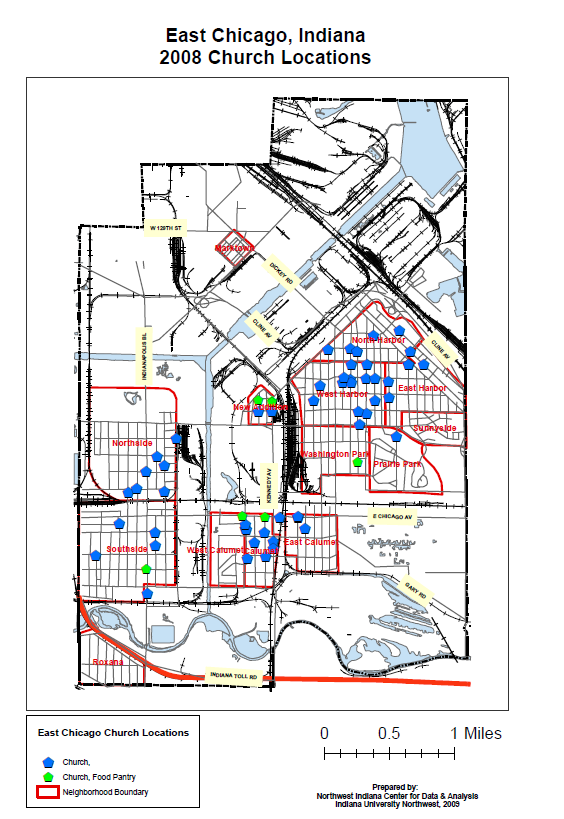 East Chicago, Indiana
2008 Church Locations
W 129TH ST
Marktown
DICKEY RD
CLINE AV
INDIANAPOLIS BL
North Harbor
CLINE AV
East Harbor
West Harbor
New Addition
Sunnyside
Northside
Washington Park
Prairie Park
KENNEDY AV
E CHICAGO AV
Southside
West Calumet
Calumet
East Calumet
GARY RD
Roxana
INDIANA TOLL RD
East Chicago Church Locations
Church,
Church, Food Pantry
Neighborhood Boundary
0 0.5 1 Miles
Prepared by:
Northwest Indiana Center for Data & Analysis
Indiana University Northwest, 2009